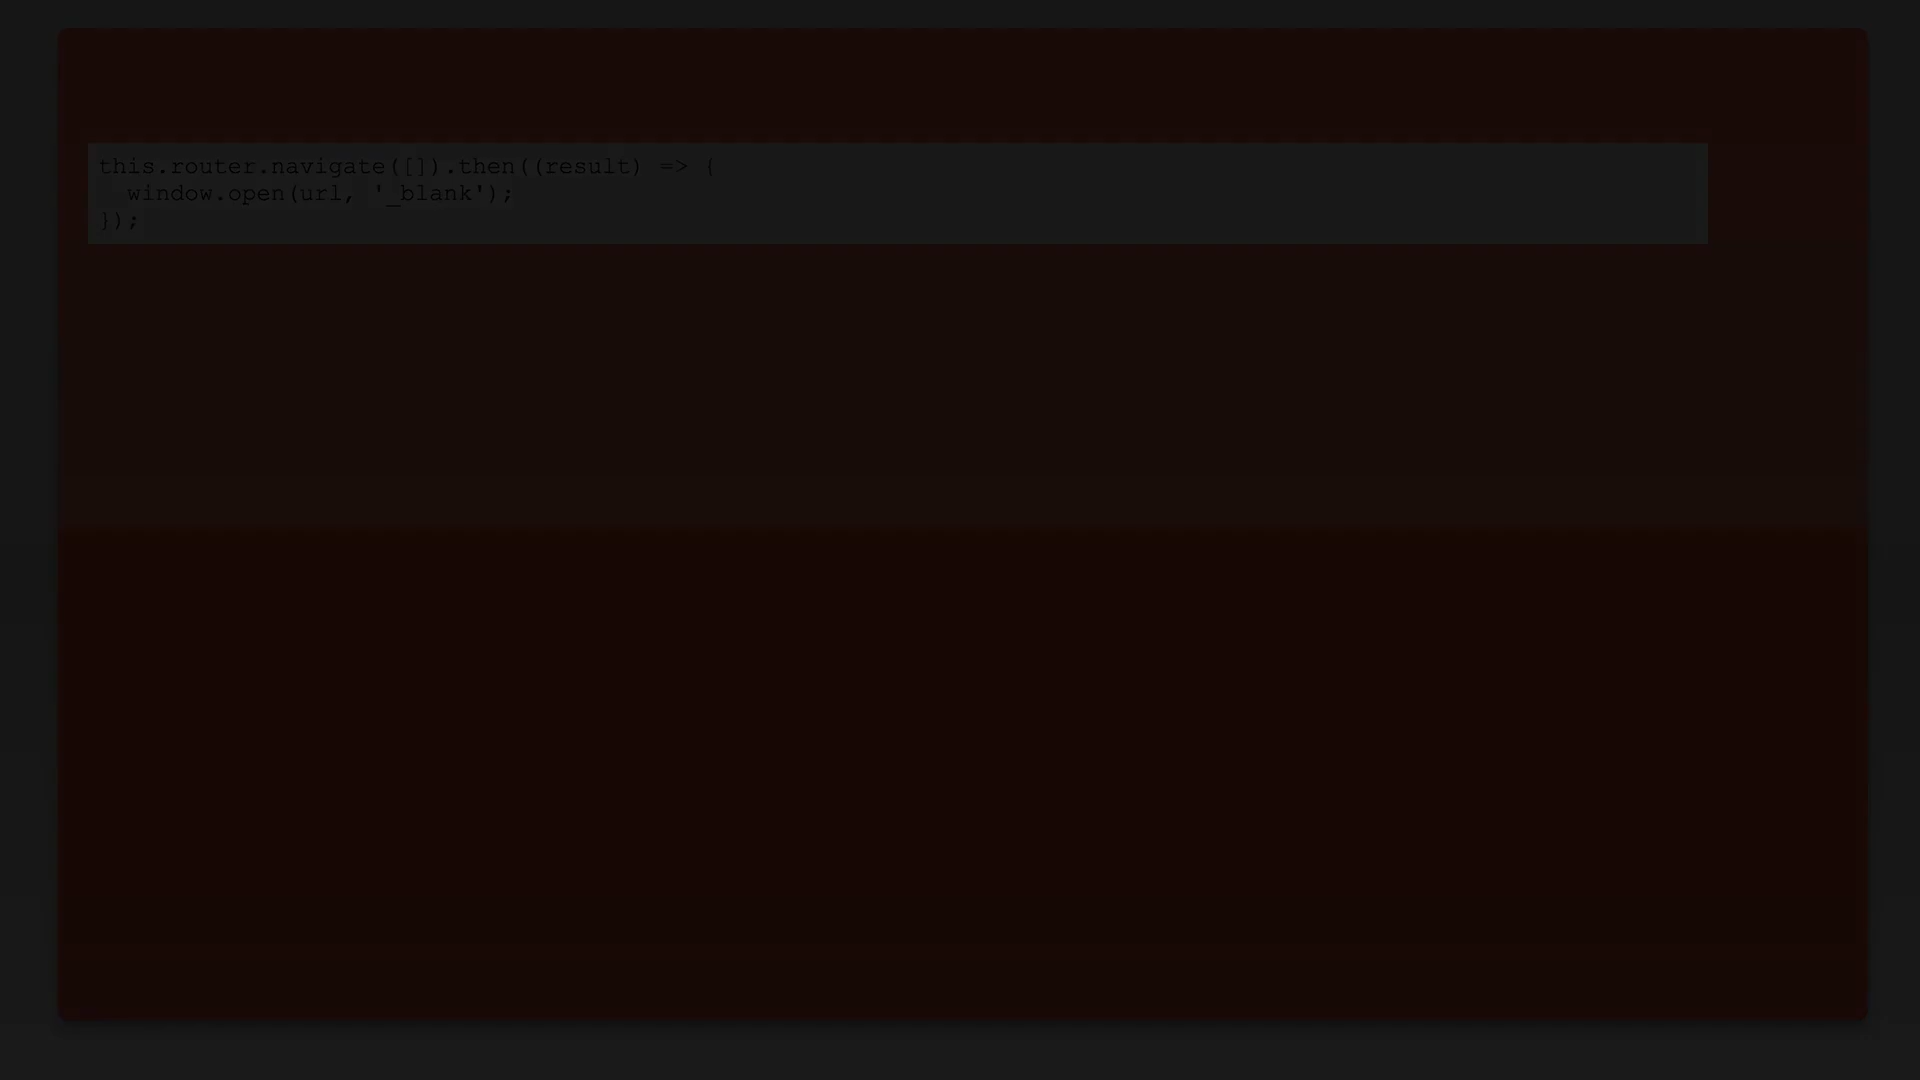 this.router.navigate([]).then((result) => {
  window.open(url, '_blank');
});